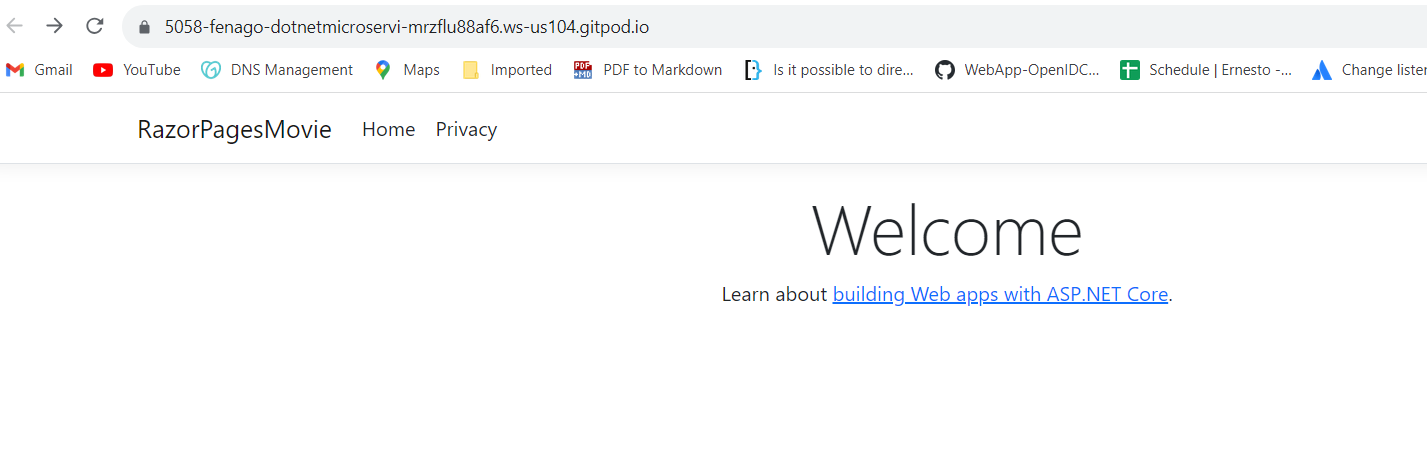 5058-fenago-dotnetmicroservi-mrzflu88af6.ws-us104.gitpod.io
Gmail YouTube DNS Management Maps Imported PDF to Markdown Is it possible to dire... WebApp-OpenIDC... Schedule | Ernesto -... Change lister
RazorPagesMovie Home Privacy
Welcome
Learn about building Web apps with ASP.NET Core.